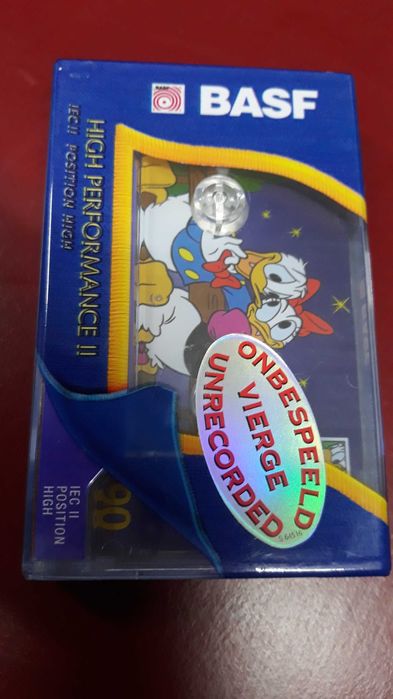 BASF
BASF
HIGH PERFORMANCE II
IEC II POSITION HIGH
ONBESPEELD
VIERGE
UNRECORDED
90
IEC II
POSITION
HIGH